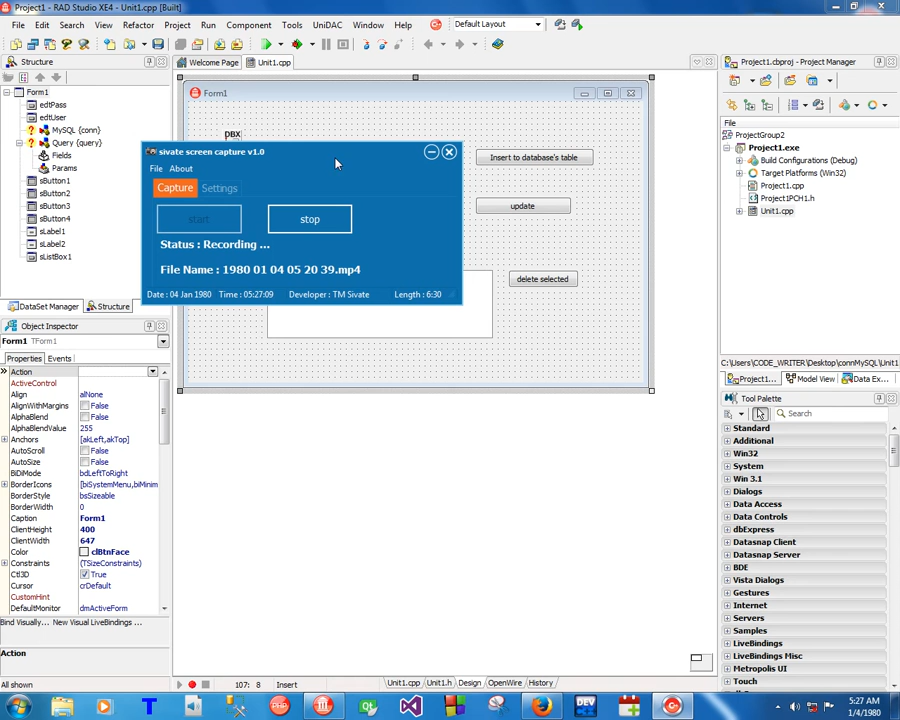 Project1 - RAD Studio XE4 - Unit1.cpp [Built]
File Edit Search View Refactor Project Run Component Tools UniDAC Window Help Default Layout
Structure
Form1
edtPass
edtUser
MySQL {conn}
Query {query}
Fields
Params
sButton1
sButton2
sButton3
sButton4
sLabel1
sLabel2
sListBox1
DataSet Manager Structure
Object Inspector
Form1 TForm1
Properties Events
Action
ActiveControl
Align alNone
AlignWithMargins False
AlphaBlend False
AlphaBlendValue 255
Anchors [akLeft,akTop]
AutoScroll False
AutoSize False
BiDiMode bdLeftToRight
BorderIcons [biSystemMenu,biMinim
BorderStyle bsSizeable
BorderWidth 0
Caption Form1
ClientHeight 400
ClientWidth 647
Color clBtnFace
Constraints (TSizeConstraints)
Ctl3D True
Cursor crDefault
CustomHint
DefaultMonitor dmActiveForm
Bind Visually... New Visual LiveBindings ...
Action
All shown
Welcome Page Unit1.cpp
Form1
DBX
Insert to database's table
update
delete selected
sivate screen capture v1.0
File About
Capture Settings
start stop
Status : Recording ...
File Name : 1980 01 04 05 20 39.mp4
Date : 04 Jan 1980 Time : 05:27:09 Developer : TM Sivate Length : 6:30
107: 8 Insert Unit1.cpp Unit1.h Design OpenWire History
Project1.cbproj - Project Manager
File
ProjectGroup2
Project1.exe
Build Configurations (Debug)
Target Platforms (Win32)
Project1.cpp
Project1PCH1.h
Unit1.cpp
C:\Users\CODE_WRITER\Desktop\connMySQL\Unit1
Project1... Model View Data Ex...
Tool Palette
Search
Standard
Additional
Win32
System
Win 3.1
Dialogs
Data Access
Data Controls
dbExpress
Datasnap Client
Datasnap Server
BDE
Vista Dialogs
Gestures
Internet
Servers
Samples
LiveBindings
LiveBindings Misc
Metropolis UI
Touch
PHP
DEV
5:27 AM
1/4/1980